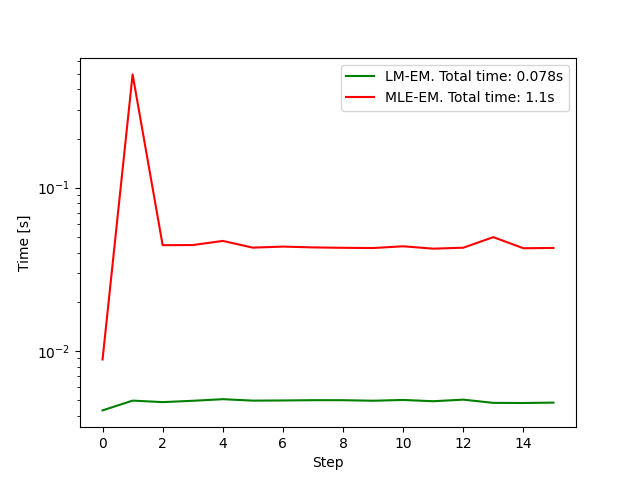 LM-EM. Total time: 0.078s
MLE-EM. Total time: 1.1s
Time [s]
10⁻¹
10⁻²
0 2 4 6 8 10 12 14
Step